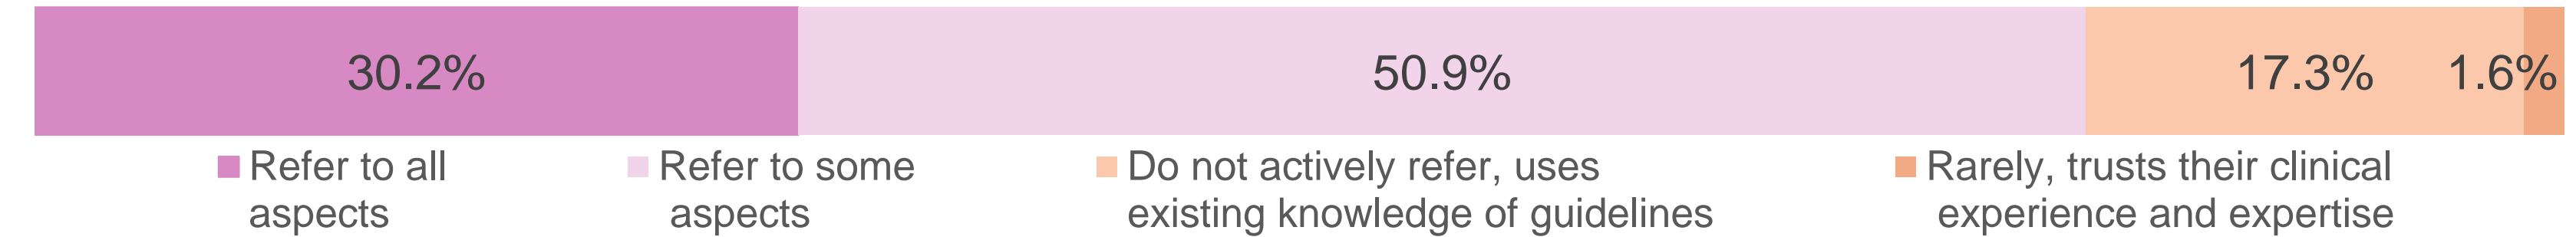 30.2% 50.9% 17.3% 1.6%
Refer to all Refer to some Do not actively refer, uses Rarely, trusts their clinical
aspects aspects existing knowledge of guidelines experience and expertise